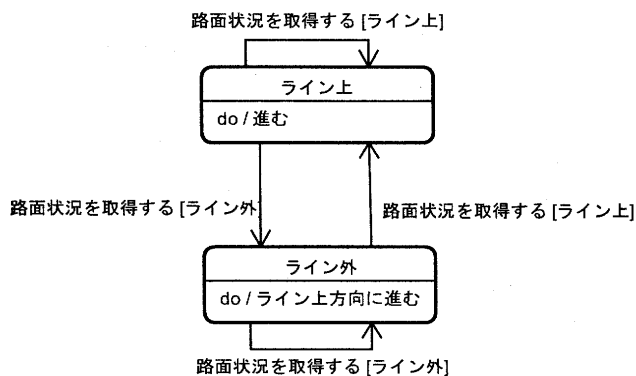 路面状況を取得する [ライン上]
ライン上
do / 進む
路面状況を取得する [ライン外
路面状況を取得する [ライン上]
ライン外
do / ライン上方向に進む
路面状況を取得する [ライン外]